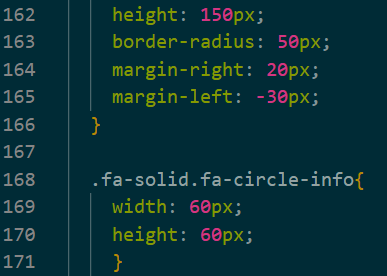 162 height: 150px;
163 border-radius: 50px;
164 margin-right: 20px;
165 margin-left: -30px;
166 }
167
168 .fa-solid.fa-circle-info{
169 width: 60px;
170 height: 60px;
171 }